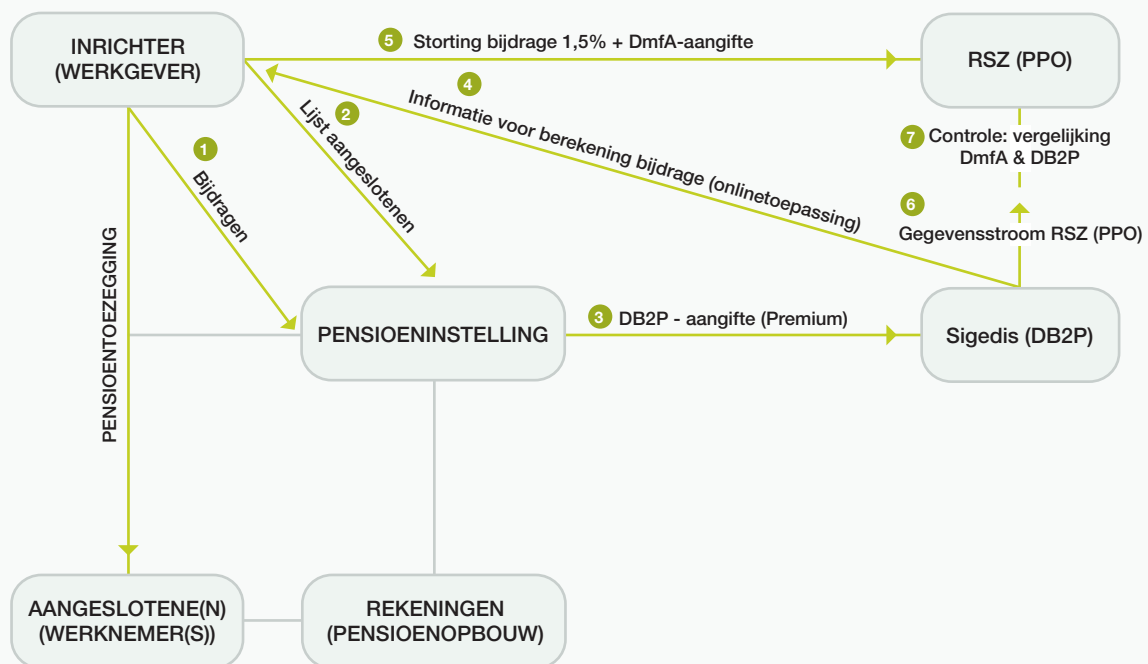 INRICHTER
(WERKGEVER)
5 Storting bijdrage 1,5% + DmfA-aangifte
RSZ (PPO)
4
Informatie voor berekening bijdrage (onlinetoepassing)
2
Lijst aangeslotenen
1
Bijdragen
7 Controle: vergelijking
DmfA & DB2P
6
Gegevensstroom RSZ (PPO)
PENSIOENTOEZEGGING
PENSIOENINSTELLING
3 DB2P - aangifte (Premium)
Sigedis (DB2P)
AANGESLOTENE(N)
(WERKNEMER(S))
REKENINGEN
(PENSIOENOPBOUW)